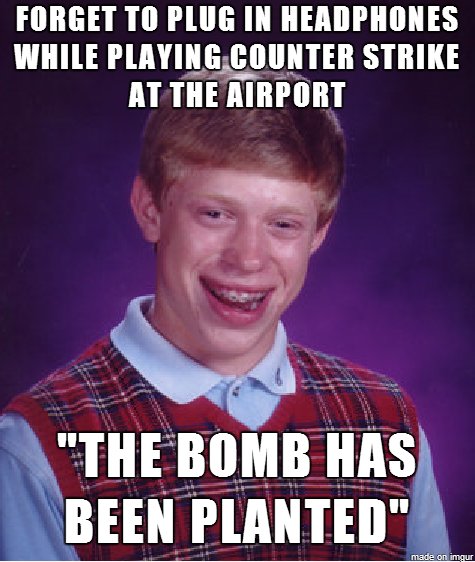 FORGET TO PLUG IN HEADPHONES
WHILE PLAYING COUNTER STRIKE
AT THE AIRPORT
"THE BOMB HAS
BEEN PLANTED"
made on imgur